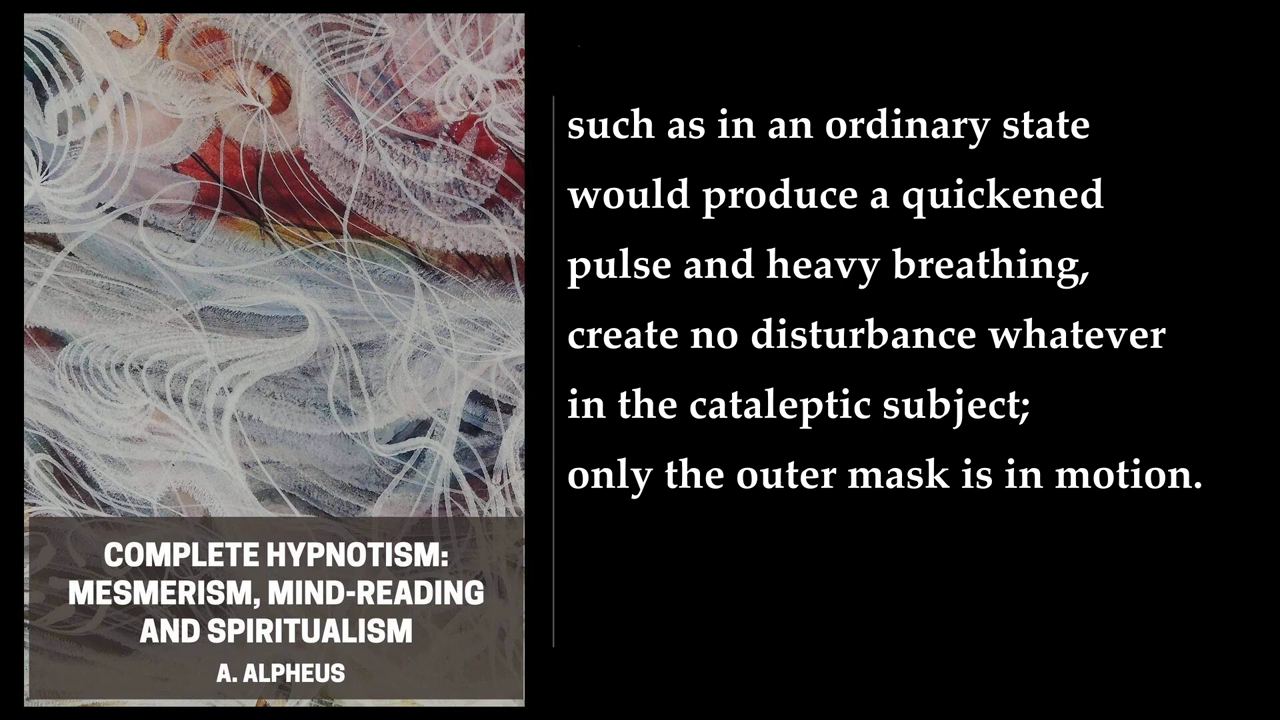 such as in an ordinary state
would produce a quickened
pulse and heavy breathing,
create no disturbance whatever
in the cataleptic subject;
only the outer mask is in motion.
COMPLETE HYPNOTISM:
MESMERISM, MIND-READING
AND SPIRITUALISM
A. ALPHEUS